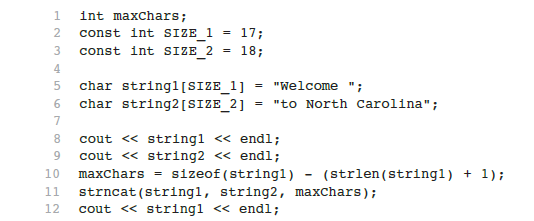 1 int maxChars;
2 const int SIZE_1 = 17;
3 const int SIZE_2 = 18;
4
5 char string1[SIZE_1] = "Welcome ";
6 char string2[SIZE_2] = "to North Carolina";
7
8 cout << string1 << endl;
9 cout << string2 << endl;
10 maxChars = sizeof(string1) - (strlen(string1) + 1);
11 strncat(string1, string2, maxChars);
12 cout << string1 << endl;